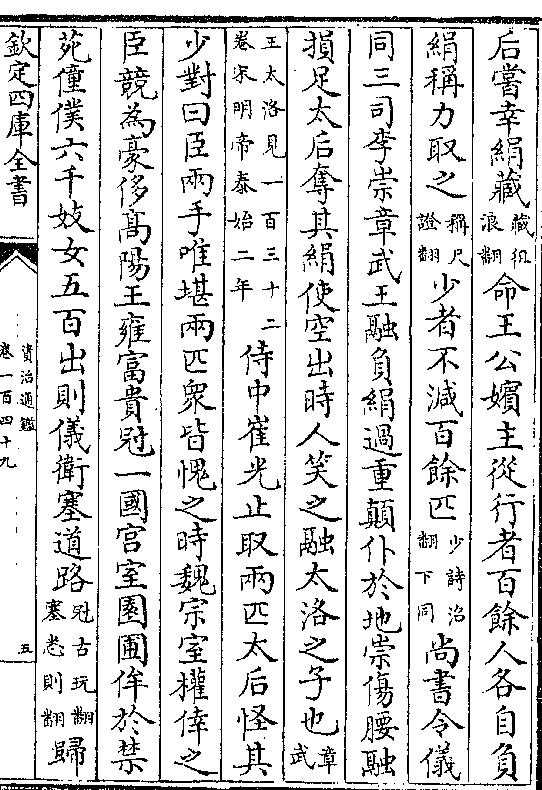 后嘗幸絹藏藏徂浪翻命王公嬪主從行者百餘人各自負
絹稱力取之稱尺證翻少者不減百餘匹少詩沼翻下同尚書令儀
同三司李崇章武王融負絹過重顛仆於地崇傷腰融
損足太后奪其絹使空出時人笑之融太洛之子也章武
王太洛見一百三十二卷宋明帝泰始二年侍中崔光止取兩匹太后怪其
少對曰臣兩手唯堪兩匹衆皆愧之時魏宗室權倖之
臣競為豪侈髙陽王雍富貴冠一國宫室園圃侔於禁
苑僮僕六千妓女五百出則儀衛塞道路冠古玩翻塞悉則翻歸
欽定四庫全書
資治通鑑
卷一百四十九
五